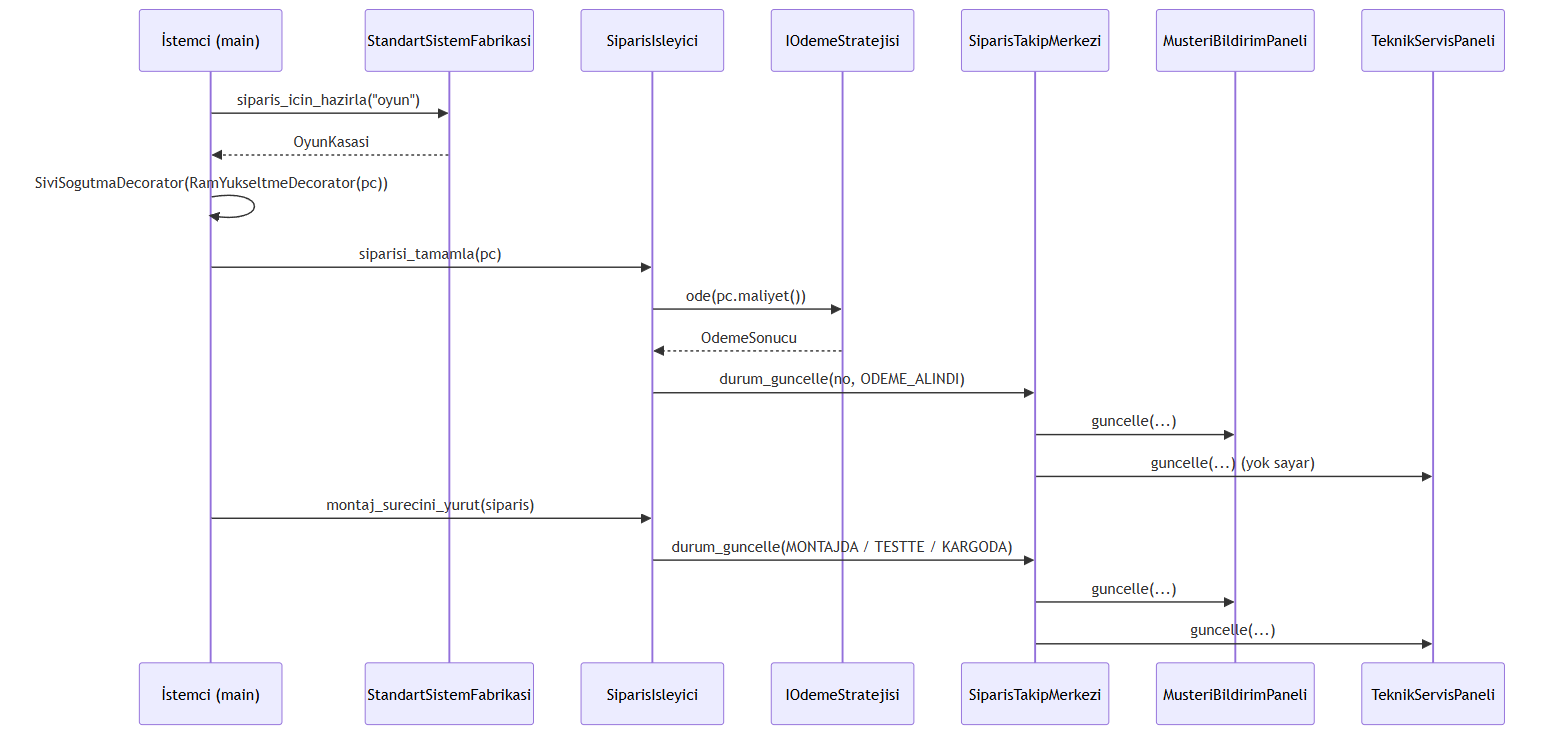 İstemci (main)
StandartSistemFabrikasi
SiparisIsleyici
IOdemeStratejisi
SiparisTakipMerkezi
MusteriBildirimPaneli
TeknikServisPaneli
siparis_icin_hazirla("oyun")
OyunKasasi
SiviSogutmaDecorator(RamYukseltmeDecorator(pc))
siparisi_tamamla(pc)
ode(pc.maliyet())
OdemeSonucu
durum_guncelle(no, ODEME_ALINDI)
guncelle(...)
guncelle(...) (yok sayar)
montaj_surecini_yurut(siparis)
durum_guncelle(MONTAJDA / TESTTE / KARGODA)
guncelle(...)
guncelle(...)
İstemci (main)
StandartSistemFabrikasi
SiparisIsleyici
IOdemeStratejisi
SiparisTakipMerkezi
MusteriBildirimPaneli
TeknikServisPaneli